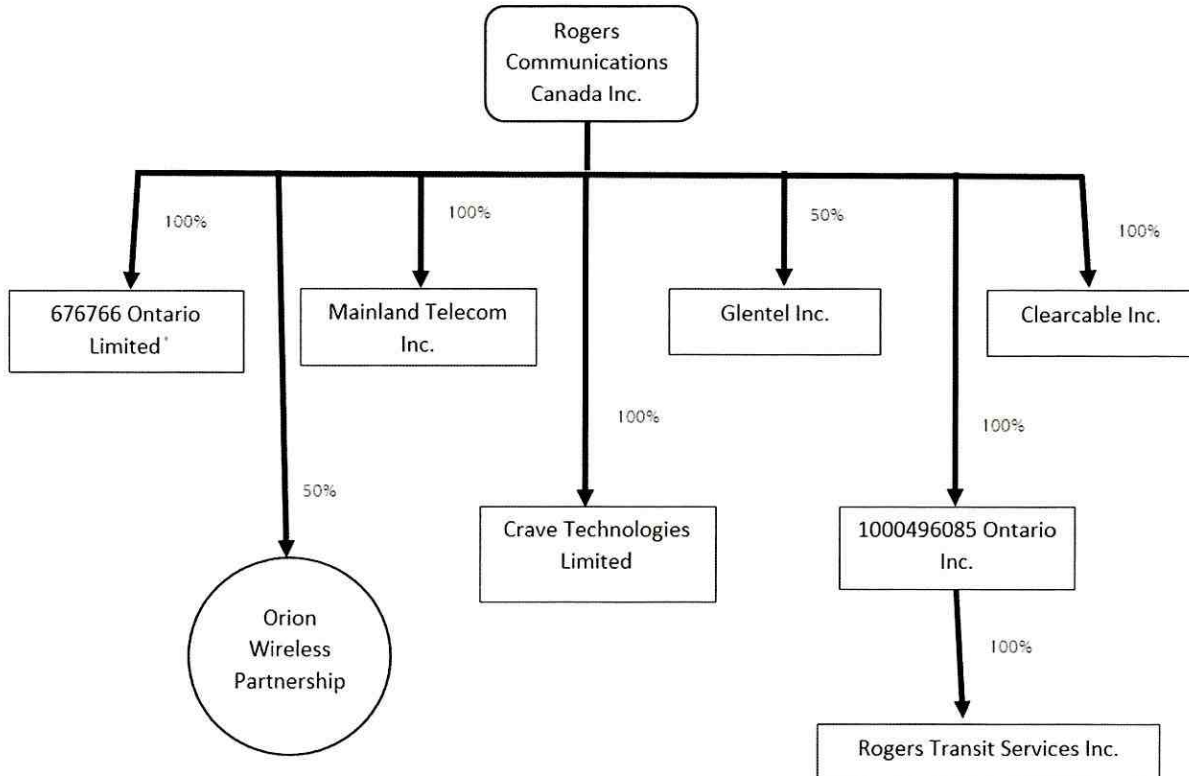 Rogers
Communications
Canada Inc.
100%
100%
50%
100%
676766 Ontario
Limited*
Mainland Telecom
Inc.
Glentel Inc.
Clearcable Inc.
100%
100%
50%
Crave Technologies
Limited
1000496085 Ontario
Inc.
Orion
Wireless
Partnership
100%
Rogers Transit Services Inc.